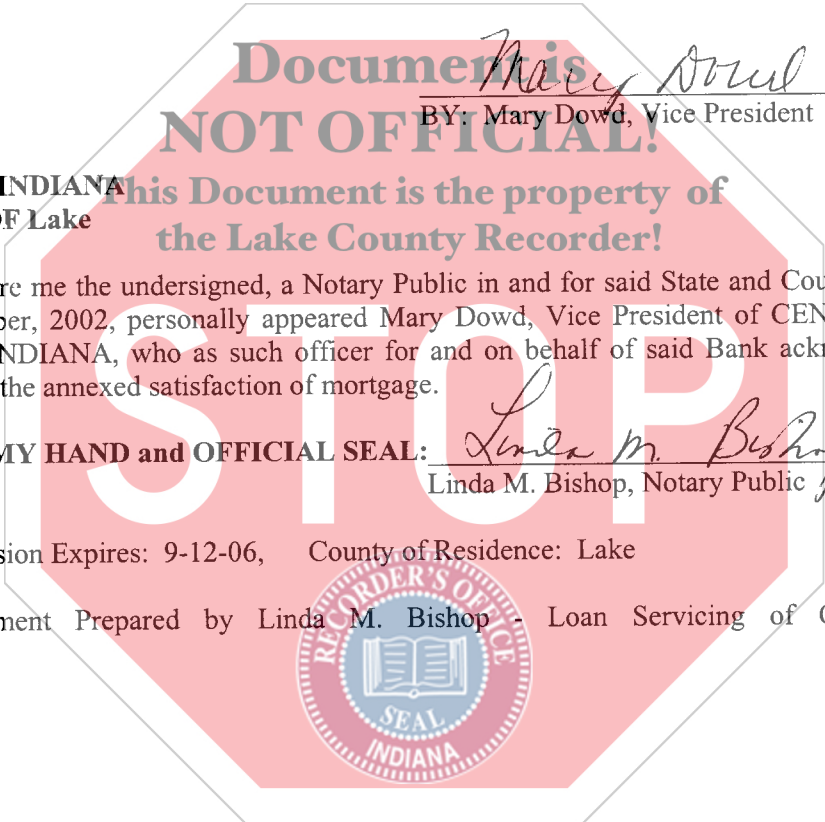 Document is
Mary Dowd
BY: Mary Dowd, Vice President
NOT OFFICIAL!
INDIANA
This Document is the property of
OF Lake
the Lake County Recorder!
re me the undersigned, a Notary Public in and for said State and Cou
ber, 2002, personally appeared Mary Dowd, Vice President of CEN
NDIANA, who as such officer for and on behalf of said Bank ackn
the annexed satisfaction of mortgage.
STOP
MY HAND and OFFICIAL SEAL: Linda M. Bisho
Linda M. Bishop, Notary Public
sion Expires: 9-12-06, County of Residence: Lake
ment Prepared by Linda M. Bishop - Loan Servicing of C
RECORDER'S OFFICE
SEAL
INDIANA